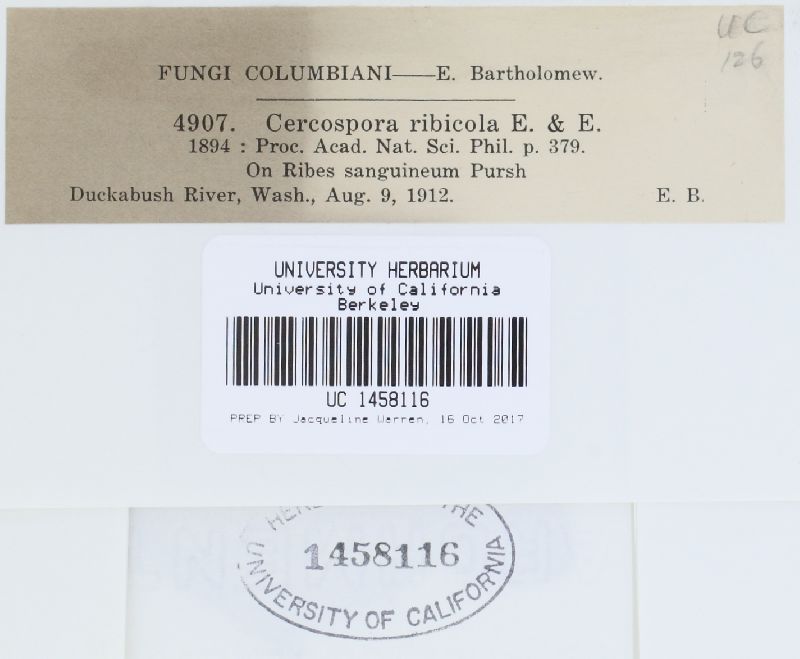 UC
126
FUNGI COLUMBIANI——E. Bartholomew.
4907. Cercospora ribicola E. & E.
1894 : Proc. Acad. Nat. Sci. Phil. p. 379.
On Ribes sanguineum Pursh
Duckabush River, Wash., Aug. 9, 1912. E. B.
UNIVERSITY HERBARIUM
University of California
Berkeley
UC 1458116
PREP BY Jacqueline Warren, 16 Oct 2017
THE
1458116
UNIVERSITY OF CALIFORNIA